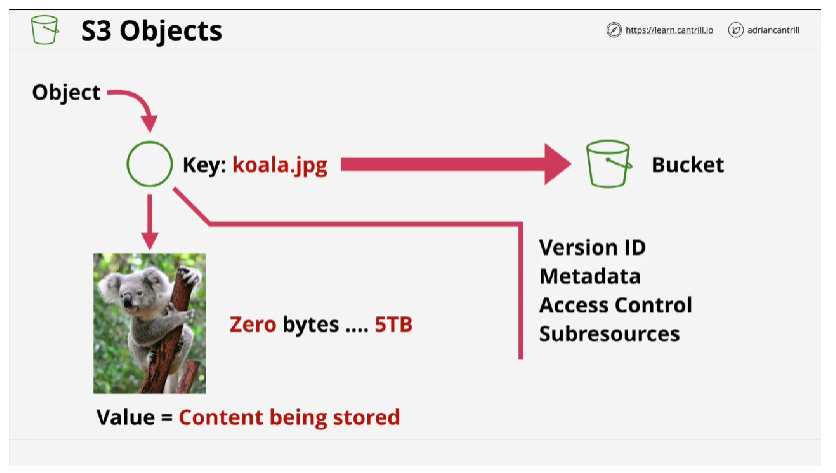 S3 Objects
https://learn.cantrill.io
adriancantrill
Object
Key: koala.jpg
Bucket
Version ID
Metadata
Access Control
Subresources
Zero bytes .... 5TB
Value = Content being stored